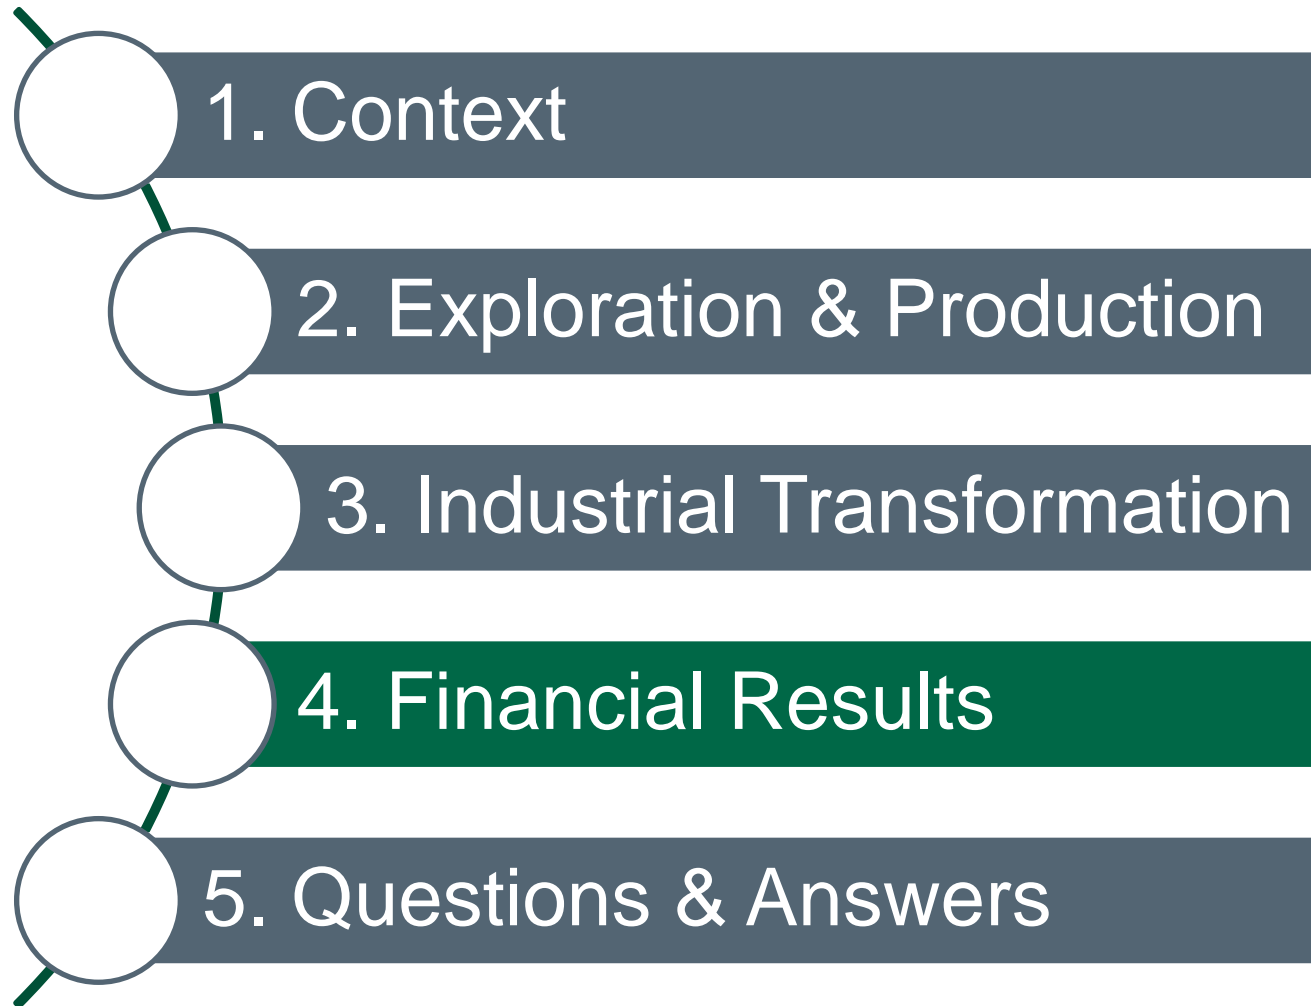 1. Context
2. Exploration & Production
3. Industrial Transformation
4. Financial Results
5. Questions & Answers